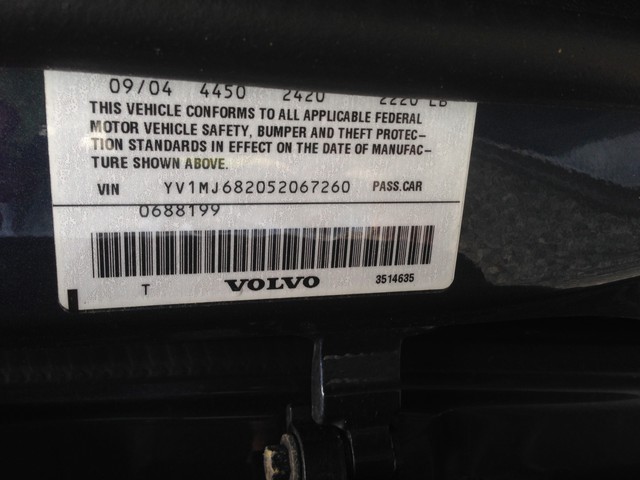 09/04 4450 2420 2220 LB
THIS VEHICLE CONFORMS TO ALL APPLICABLE FEDERAL
MOTOR VEHICLE SAFETY, BUMPER AND THEFT PROTEC-
TION STANDARDS IN EFFECT ON THE DATE OF MANUFAC-
TURE SHOWN ABOVE.
VIN YV1MJ682052067260 PASS.CAR
0688199
T VOLVO 3514635